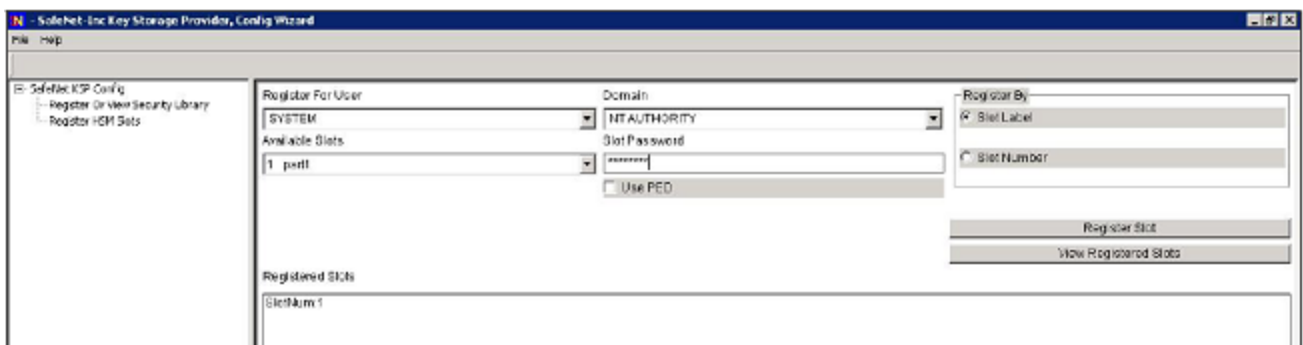 N - SafeNet-Inc Key Storage Provider, Config Wizard
File Help
SafeNet KSP Config
Register Or View Security Library
Register HSM Slots
Register For User
Domain
Register By
SYSTEM
NT AUTHORITY
Slot Label
Available Slots
Slot Password
1 part1
********
Slot Number
Use PED
Register Slot
View Registered Slots
Registered Slots
SlotNum:1